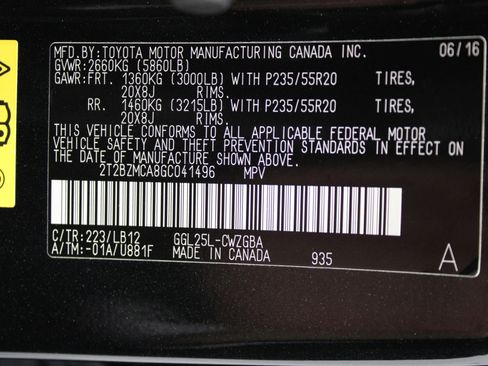 MFD.BY:TOYOTA MOTOR MANUFACTURING CANADA INC. 06/16
GVWR:2660KG (5860LB)
GAWR:FRT. 1360KG (3000LB) WITH P235/55R20 TIRES,
20X8J RIMS.
RR. 1460KG (3215LB) WITH P235/55R20 TIRES,
20X8J RIMS.
THIS VEHICLE CONFORMS TO ALL APPLICABLE FEDERAL MOTOR
VEHICLE SAFETY AND THEFT PREVENTION STANDARDS IN EFFECT
ON THE DATE OF MANUFACTURE SHOWN ABOVE.
2T2BZMCA8GC041496 MPV
C/TR:223/LB12 GGL25L-CWZGBA
A/TM:-01A/U881F MADE IN CANADA 935 A